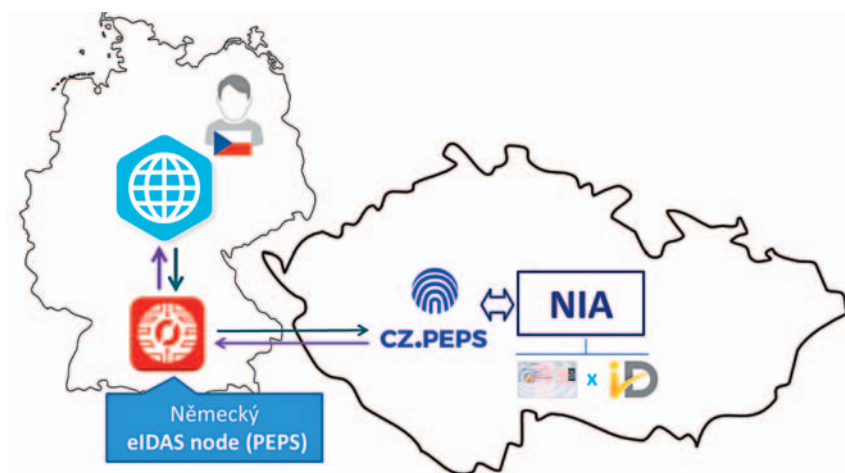 CZ.PEPS
NIA
x
iD
Německý
eIDAS node (PEPS)